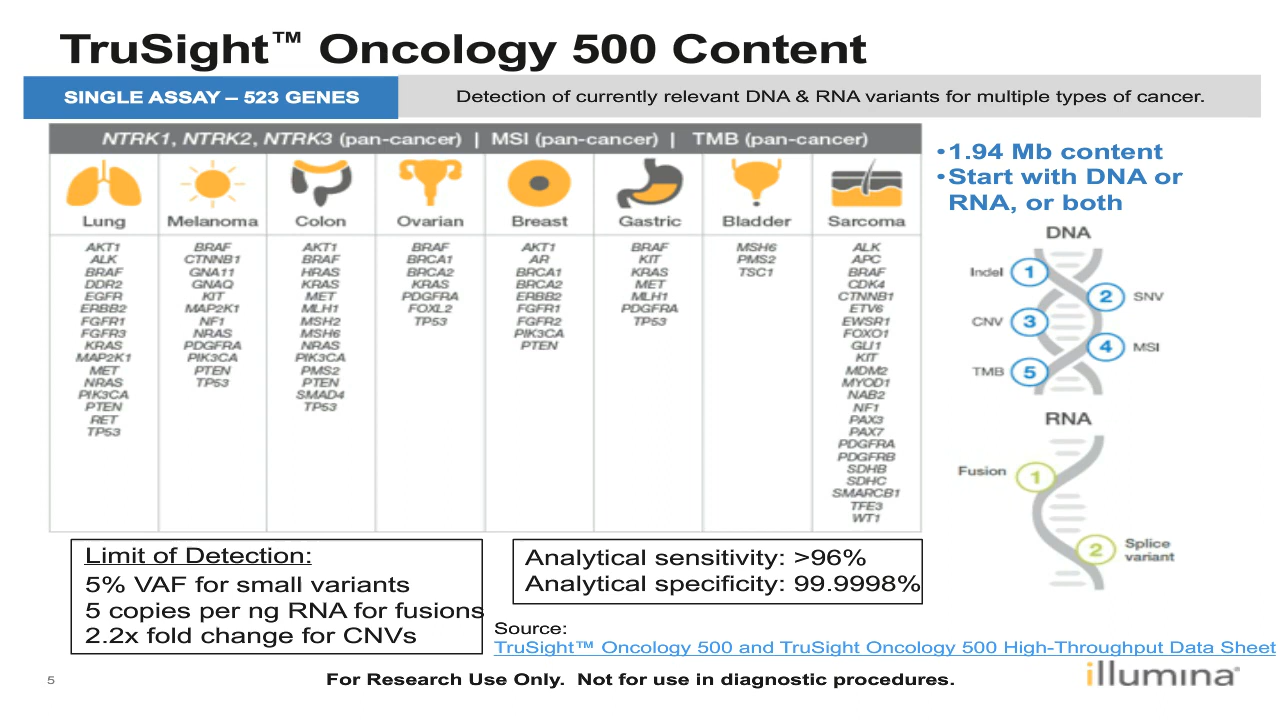 TruSight™ Oncology 500 Content
SINGLE ASSAY – 523 GENES
Detection of currently relevant DNA & RNA variants for multiple types of cancer.
NTRK1, NTRK2, NTRK3 (pan-cancer) | MSI (pan-cancer) | TMB (pan-cancer)
Lung
AKT1
ALK
BRAF
DDR2
EGFR
ERBB2
FGFR1
FGFR3
KRAS
MAP2K1
MET
NRAS
PIK3CA
PTEN
RET
TP53
Melanoma
BRAF
CTNNB1
GNA11
GNAQ
KIT
MAP2K1
NF1
NRAS
PDGFRA
PIK3CA
PTEN
TP53
Colon
AKT1
BRAF
HRAS
KRAS
MET
MLH1
MSH2
MSH6
NRAS
PIK3CA
PMS2
PTEN
SMAD4
TP53
Ovarian
BRAF
BRCA1
BRCA2
KRAS
PDGFRA
FOXL2
TP53
Breast
AKT1
AR
BRCA1
BRCA2
ERBB2
FGFR1
FGFR2
PIK3CA
PTEN
Gastric
BRAF
KIT
KRAS
MET
MLH1
PDGFRA
TP53
Bladder
MSH6
PMS2
TSC1
Sarcoma
ALK
APC
BRAF
CDK4
CTNNB1
ETV6
EWSR1
FOXO1
GLI1
KIT
MDM2
MYOD1
NAB2
NF1
PAX3
PAX7
PDGFRA
PDGFRB
SDHB
SDHC
SMARCB1
TFE3
WT1
•1.94 Mb content
•Start with DNA or
RNA, or both
DNA
Indel 1
2 SNV
CNV 3
4 MSI
TMB 5
RNA
Fusion 1
2 Splice
variant
Limit of Detection:
5% VAF for small variants
5 copies per ng RNA for fusions
2.2x fold change for CNVs
Analytical sensitivity: >96%
Analytical specificity: 99.9998%
Source:
TruSight™ Oncology 500 and TruSight Oncology 500 High-Throughput Data Sheet
5
For Research Use Only. Not for use in diagnostic procedures.
illumina®